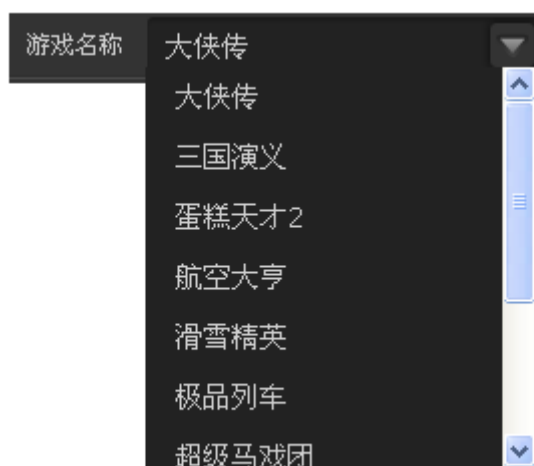 游戏名称 大侠传
大侠传
三国演义
蛋糕天才2
航空大亨
滑雪精英
极品列车
超级马戏团